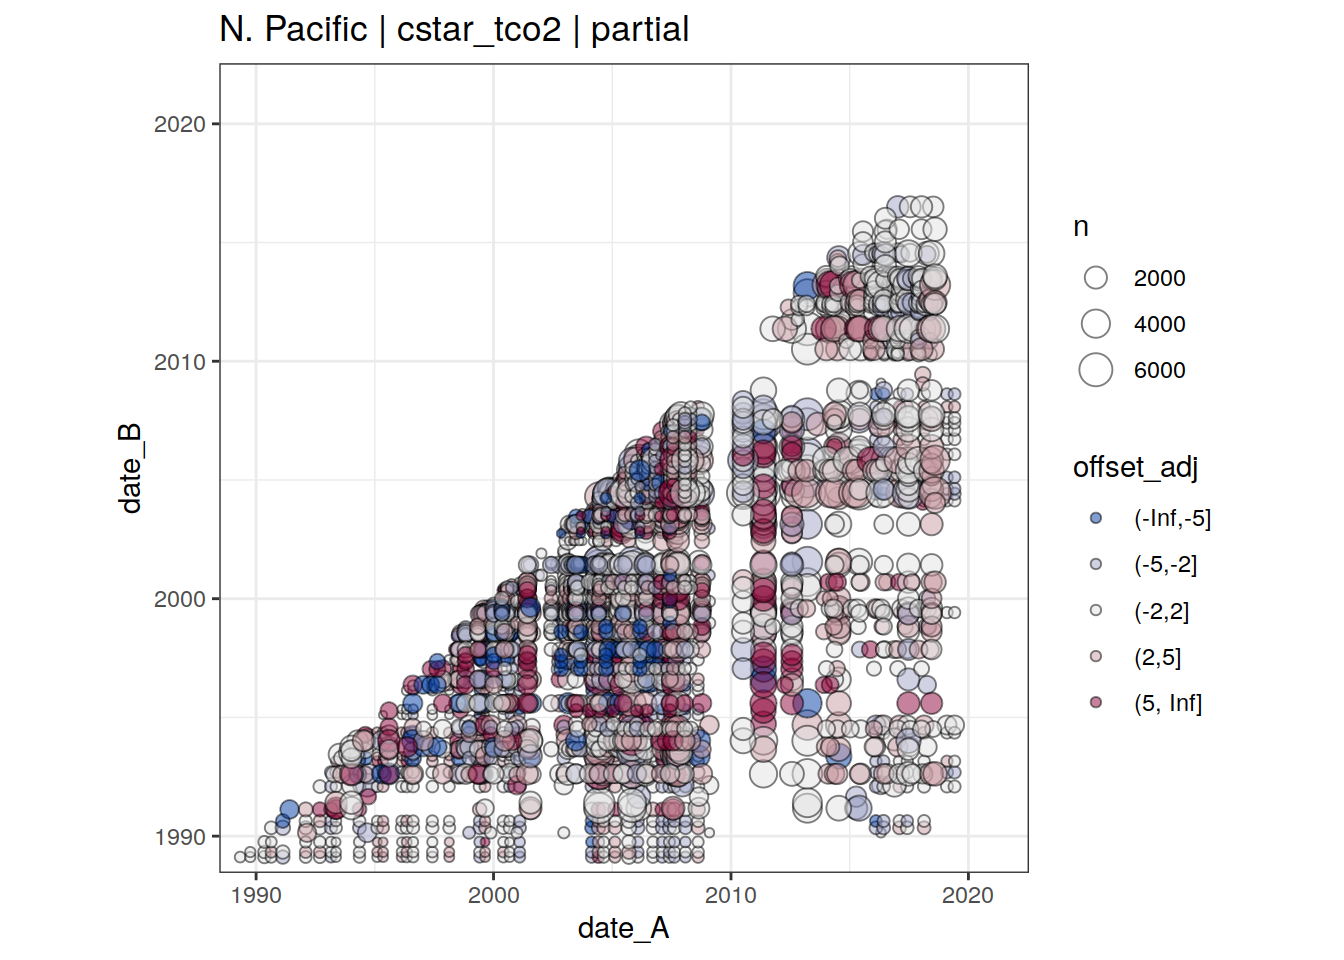 N. Pacific | cstar_tco2 | partial
2020
2010
2000
1990
date_B
1990
2000
2010
2020
date_A
n
2000
4000
6000
offset_adj
(-Inf,-5]
(-5,-2]
(-2,2]
(2,5]
(5, Inf]